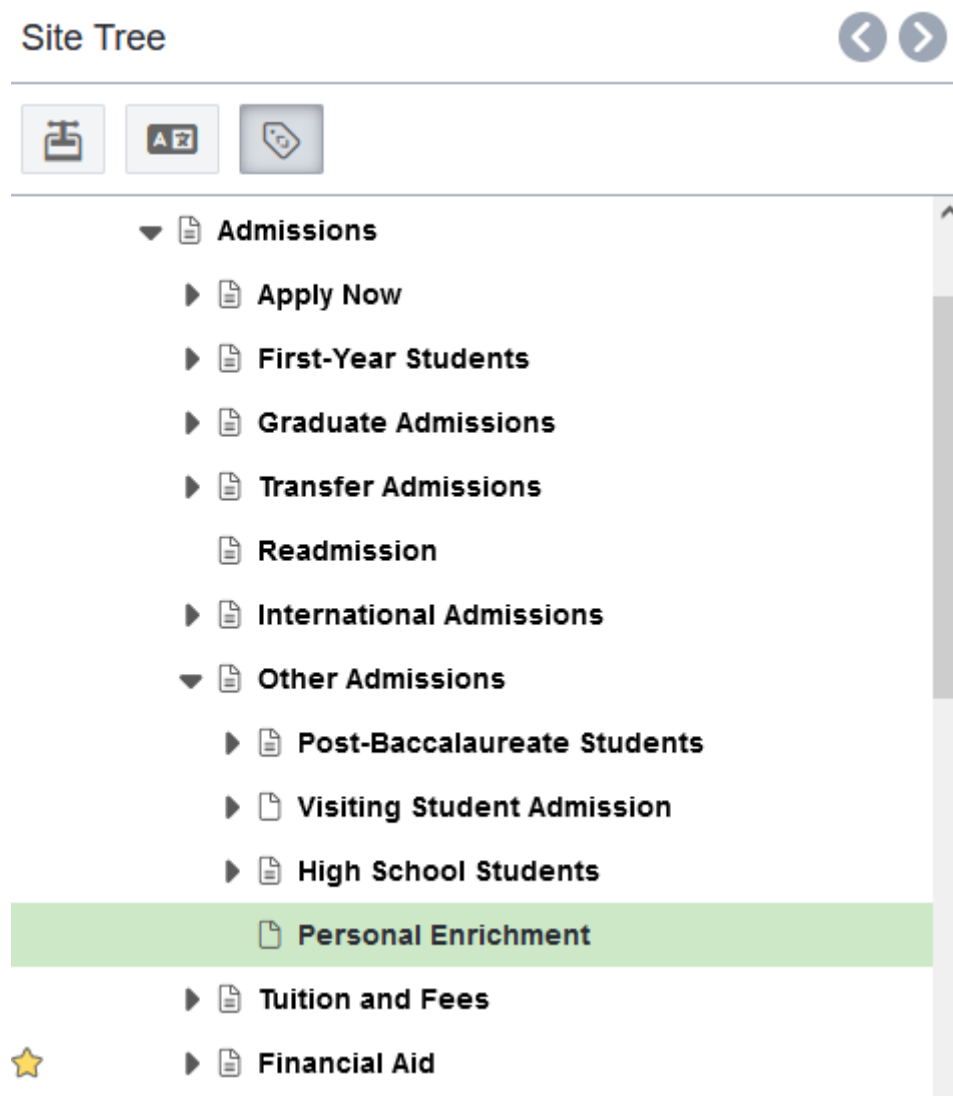 Site Tree
A 文
Admissions
Apply Now
First-Year Students
Graduate Admissions
Transfer Admissions
Readmission
International Admissions
Other Admissions
Post-Baccalaureate Students
Visiting Student Admission
High School Students
Personal Enrichment
Tuition and Fees
Financial Aid